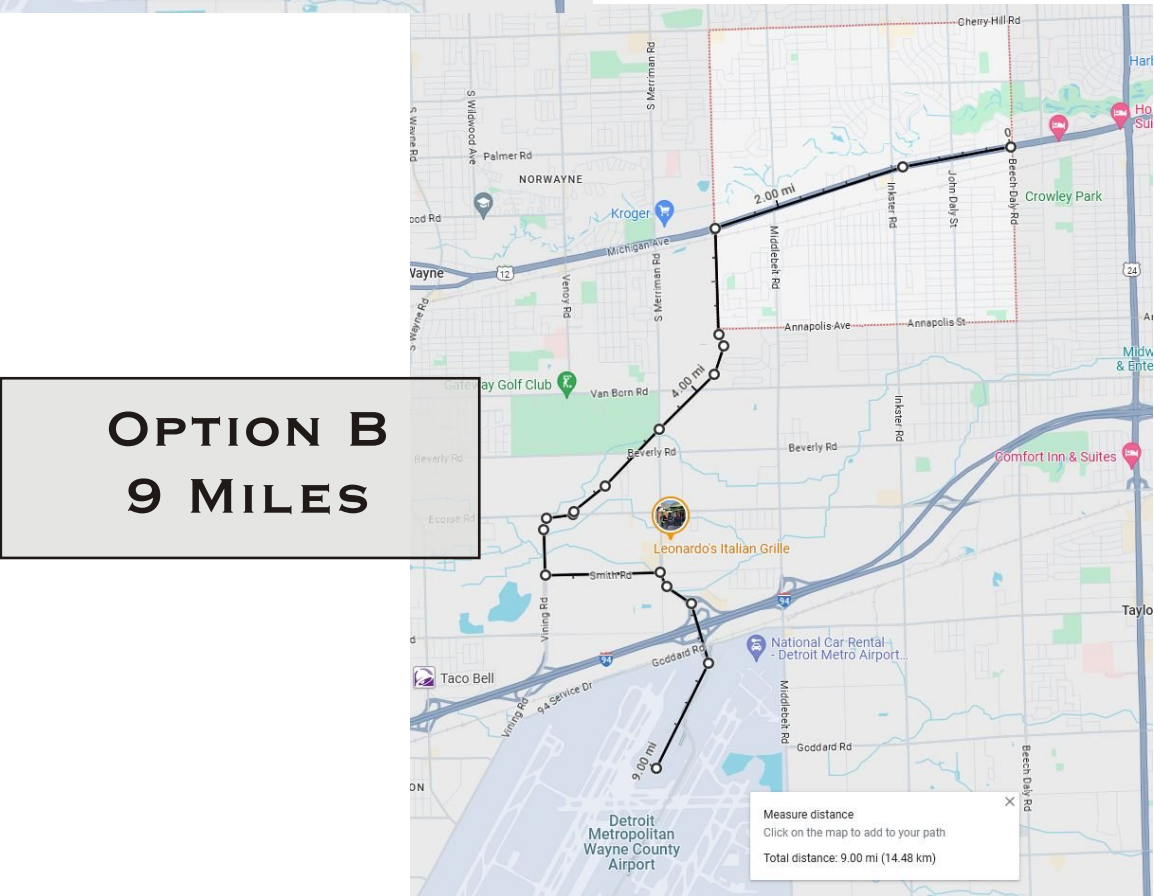 Cherry Hill Rd
S Merriman Rd
S Wildwood Ave
S Wayne Rd
Palmer Rd
NORWAYNE
0
2.00 mi
Inkster Rd
John Daly St
Beech Daly Rd
Crowley Park
Kroger
Michigan Ave
Middlebelt Rd
Wayne
12
24
Venoy Rd
S Merriman Rd
S Wayne Rd
Annapolis Ave
Annapolis St
4.00 mi
Gateway Golf Club
Van Born Rd
Inkster Rd
OPTION B
9 MILES
Beverly Rd
Beverly Rd
Beverly Rd
Comfort Inn & Suites
Ecorse Rd
Leonardo's Italian Grille
Smith Rd
94
Vining Rd
National Car Rental
- Detroit Metro Airport...
Goddard Rd
94
Taco Bell
94 Service Dr
Vining Rd
Middlebelt Rd
Goddard Rd
9.00 mi
Beech Daly Rd
Detroit
Metropolitan
Wayne County
Airport
Measure distance
Click on the map to add to your path
Total distance: 9.00 mi (14.48 km)